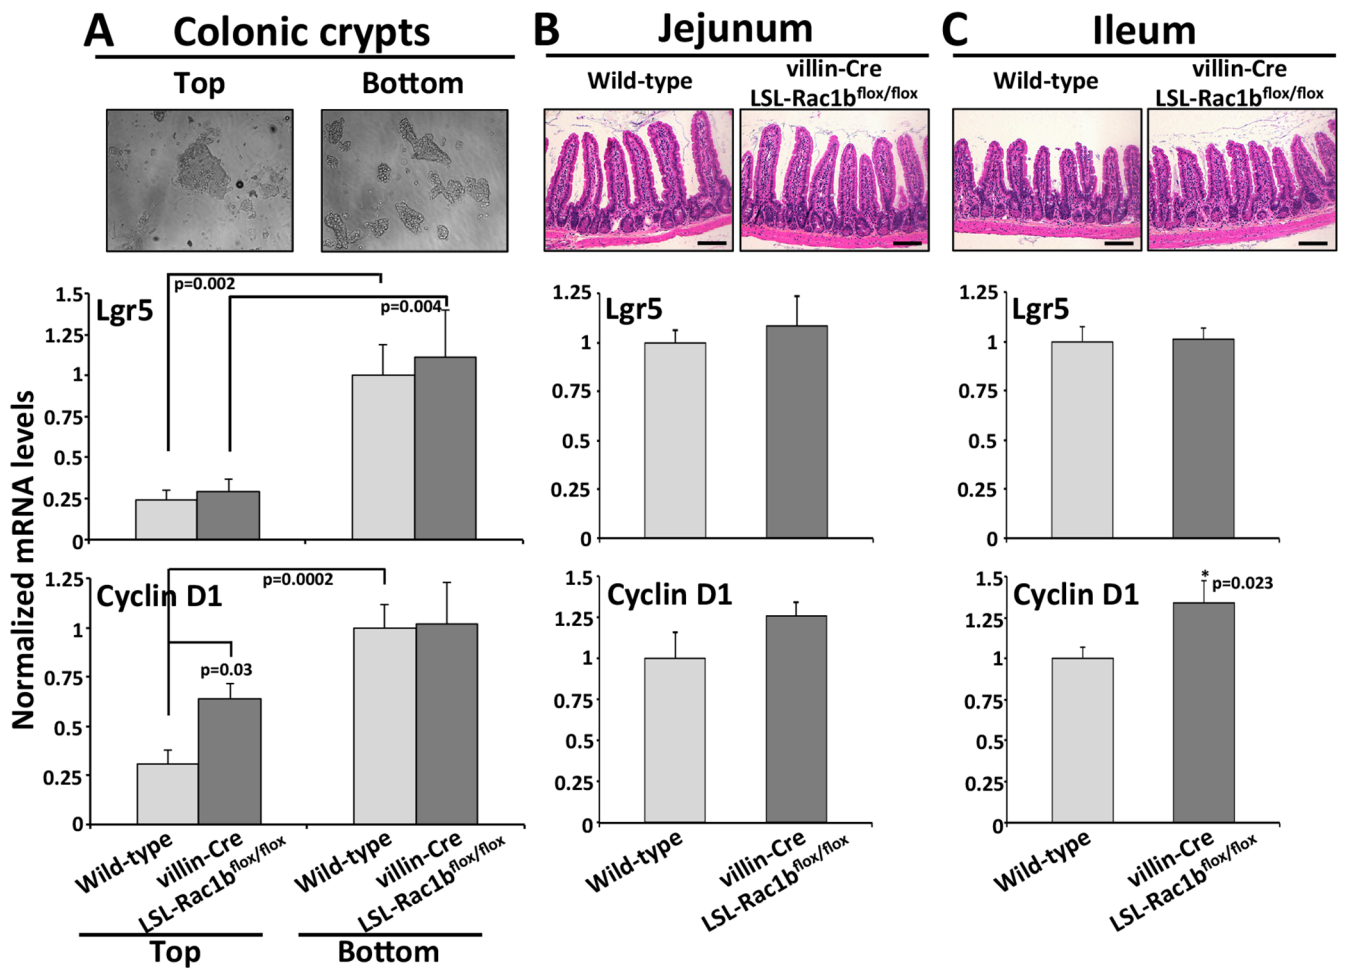 A Colonic crypts
Top Bottom
Normalized mRNA levels
p=0.002
p=0.004
Lgr5
1.5
1.25
1
0.75
0.5
0.25
0
p=0.0002
Cyclin D1
p=0.03
1.25
1
0.75
0.5
0.25
0
Wild-type
villin-Cre
LSL-Rac1bflox/flox
Wild-type
villin-Cre
LSL-Rac1bflox/flox
Top Bottom
B Jejunum
Wild-type
villin-Cre
LSL-Rac1bflox/flox
Lgr5
1.25
1
0.75
0.5
0.25
0
Cyclin D1
1.5
1.25
1
0.75
0.5
0.25
0
Wild-type
villin-Cre
LSL-Rac1bflox/flox
C Ileum
Wild-type
villin-Cre
LSL-Rac1bflox/flox
Lgr5
1.25
1
0.75
0.5
0.25
0
Cyclin D1
* p=0.023
1.5
1.25
1
0.75
0.5
0.25
0
Wild-type
villin-Cre
LSL-Rac1bflox/flox